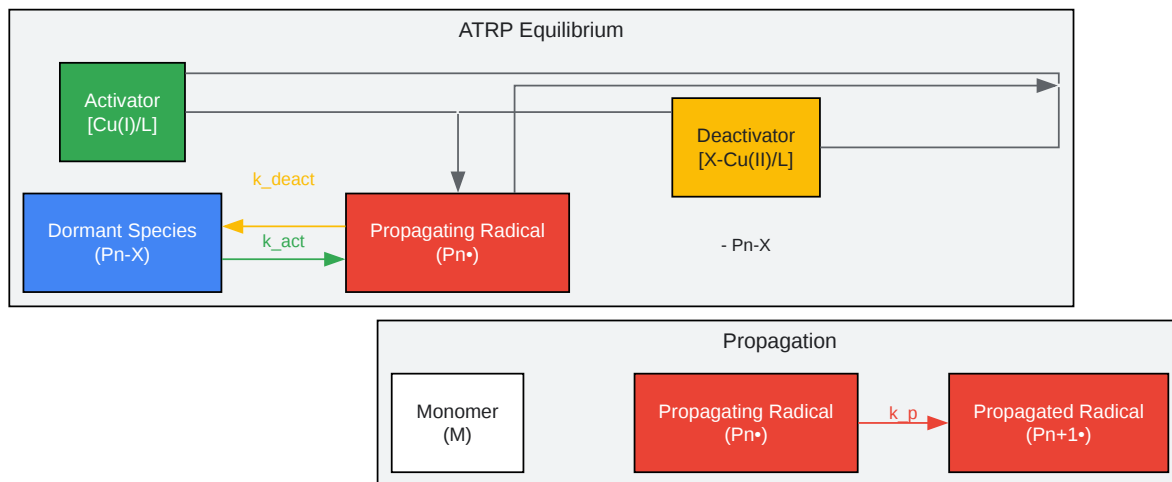 ATRP Equilibrium
Activator
[Cu(I)/L]
Deactivator
[X-Cu(II)/L]
k_deact
Dormant Species
(Pn-X)
k_act
Propagating Radical
(Pn•)
- Pn-X
Propagation
Monomer
(M)
Propagating Radical
(Pn•)
k_p
Propagated Radical
(Pn+1•)